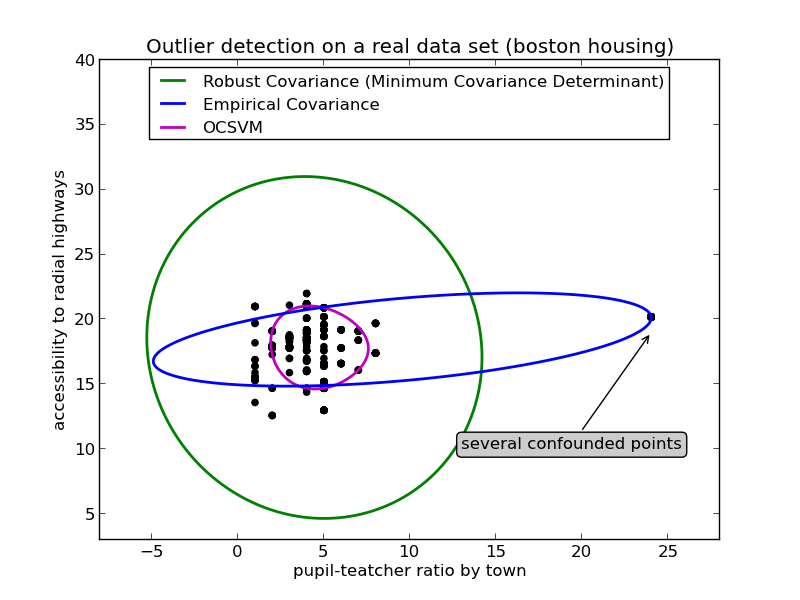 Outlier detection on a real data set (boston housing)
Robust Covariance (Minimum Covariance Determinant)
Empirical Covariance
OCSVM
40
35
30
25
20
15
10
5
accessibility to radial highways
several confounded points
−5 0 5 10 15 20 25
pupil-teatcher ratio by town